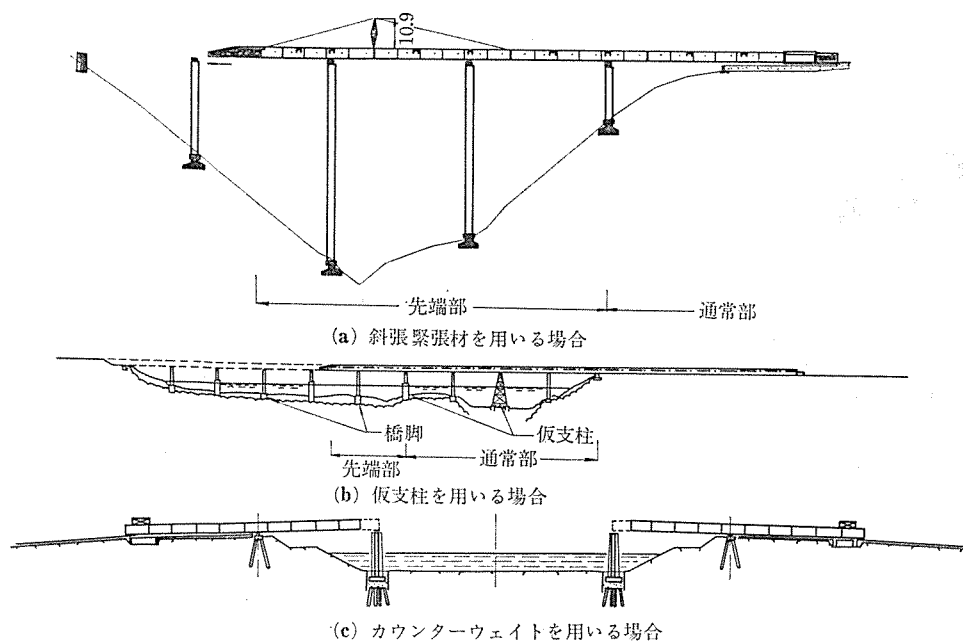 10.9
先端部
通常部
(a) 斜張緊張材を用いる場合
橋脚
仮支柱
先端部
通常部
(b) 仮支柱を用いる場合
(c) カウンターウェイトを用いる場合